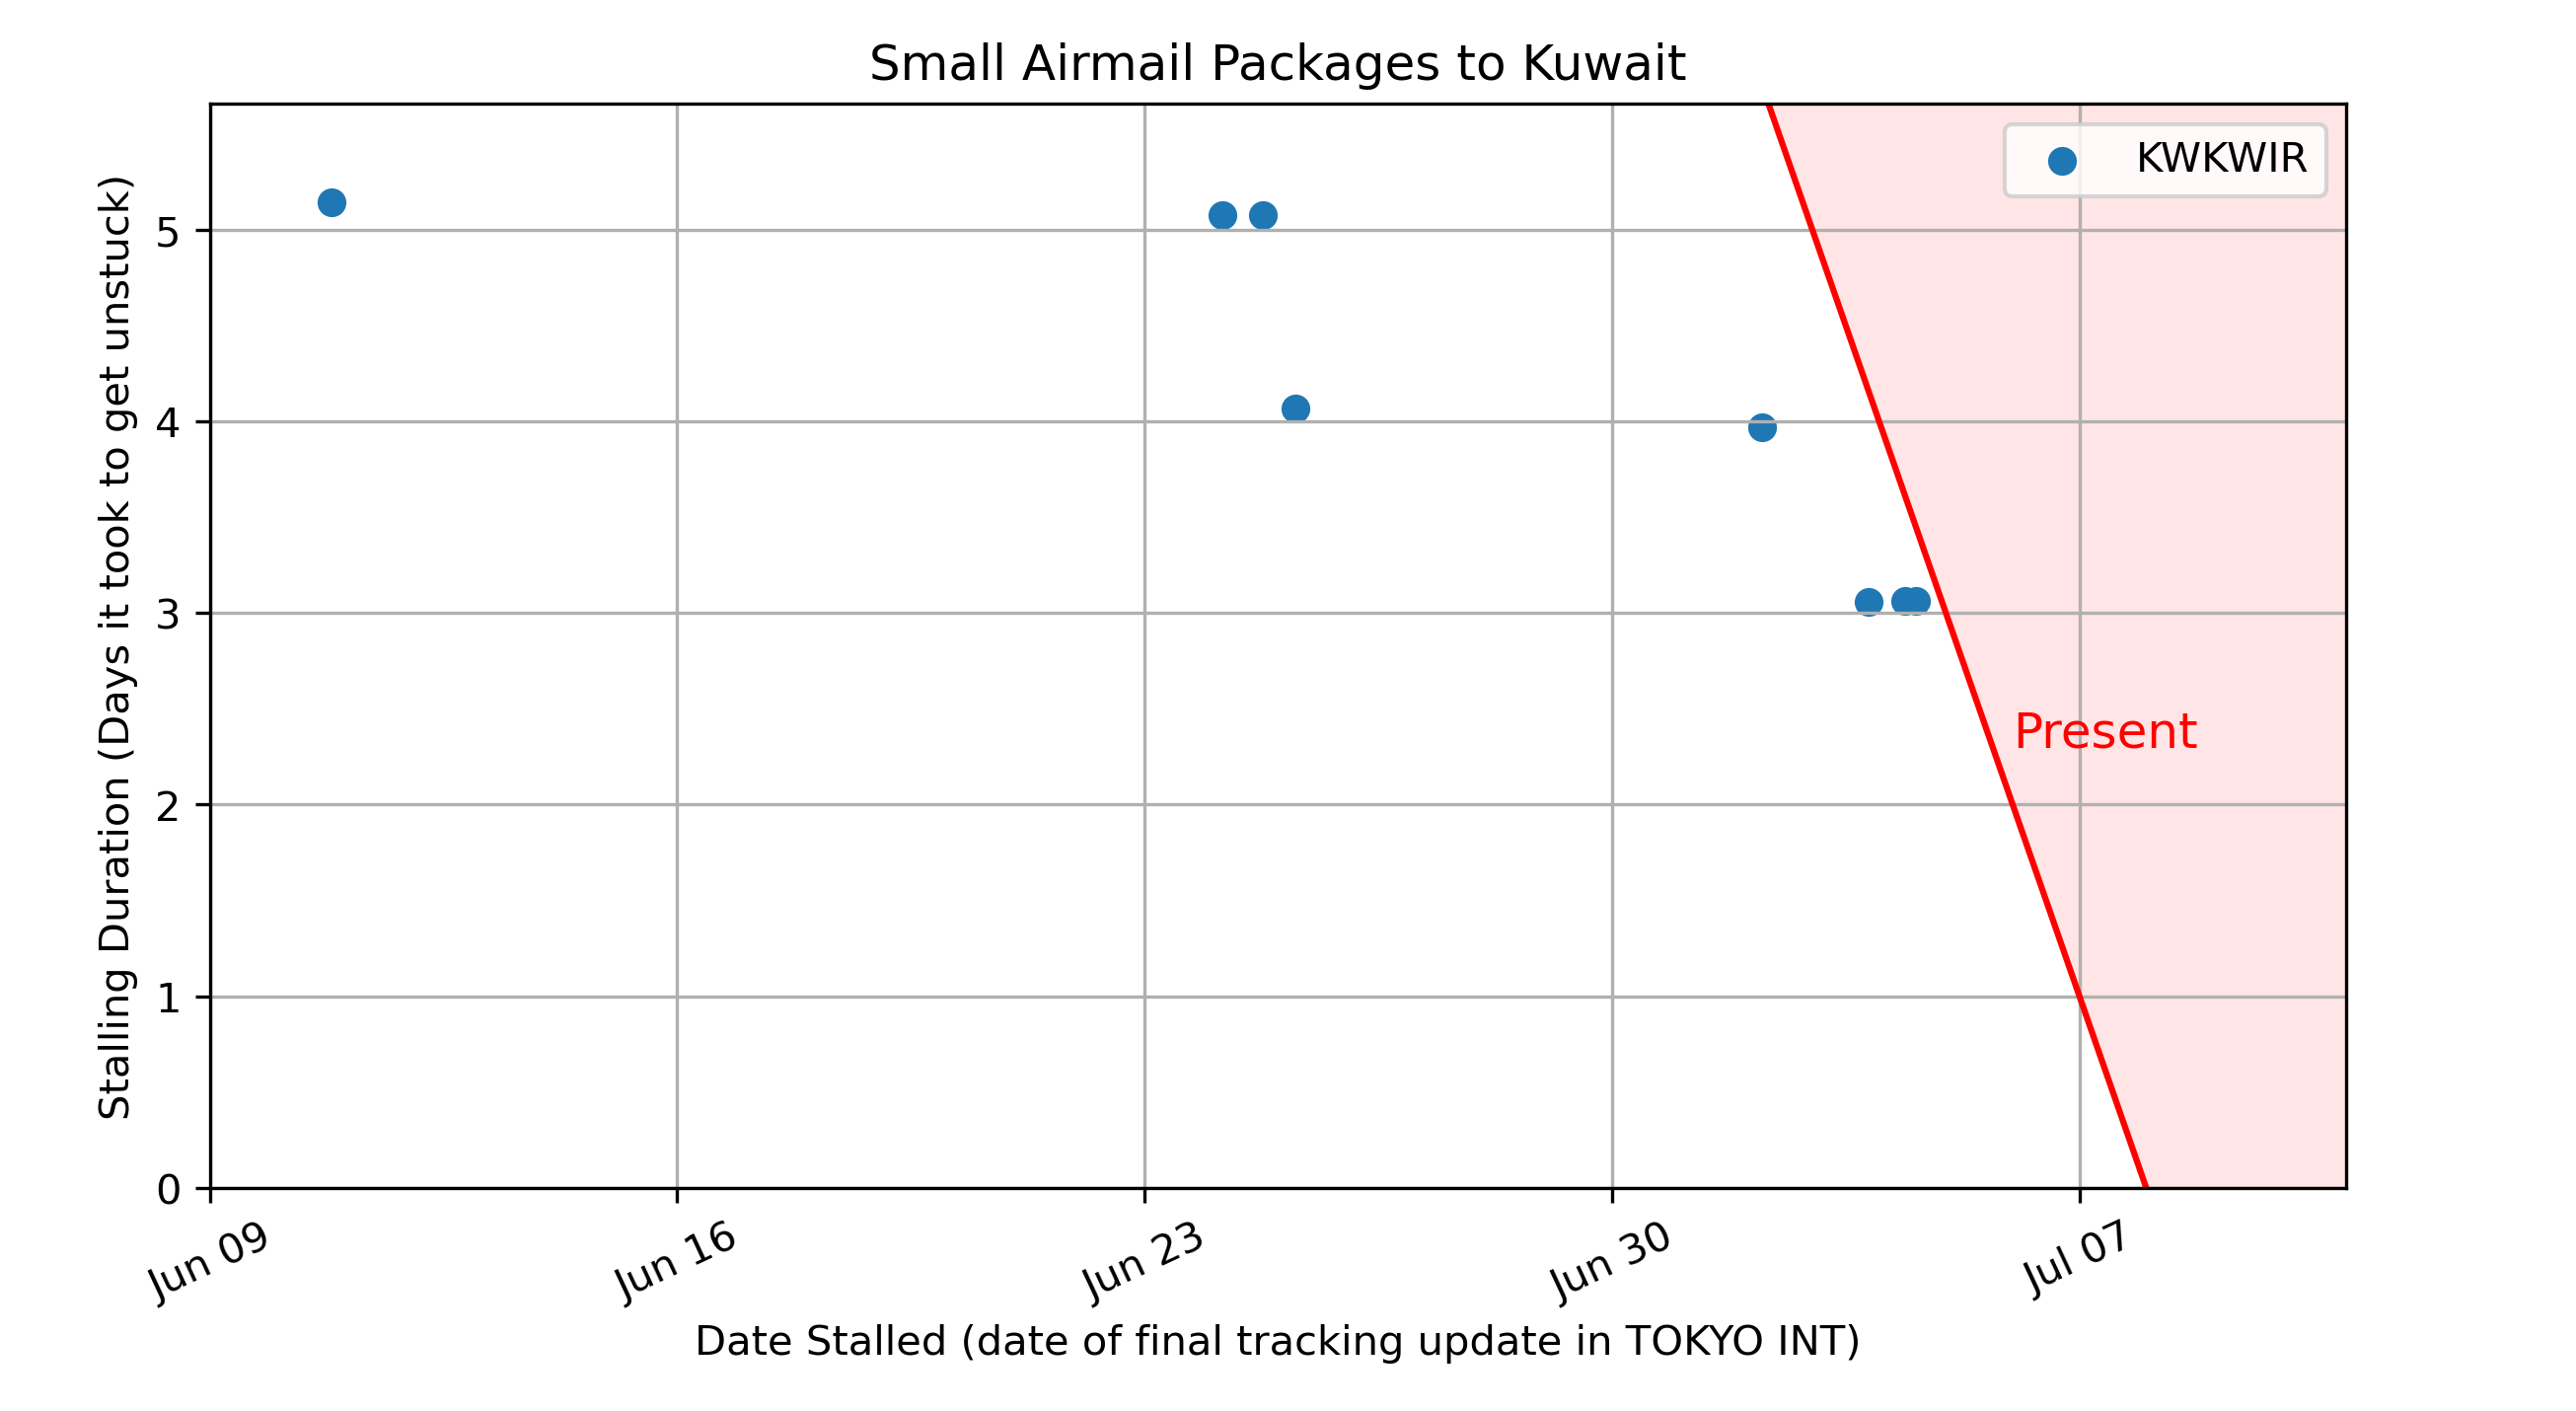 Small Airmail Packages to Kuwait
KWKWIR
Stalling Duration (Days it took to get unstuck)
5
4
3
2
1
0
Present
Jun 09
Jun 16
Jun 23
Jun 30
Jul 07
Date Stalled (date of final tracking update in TOKYO INT)